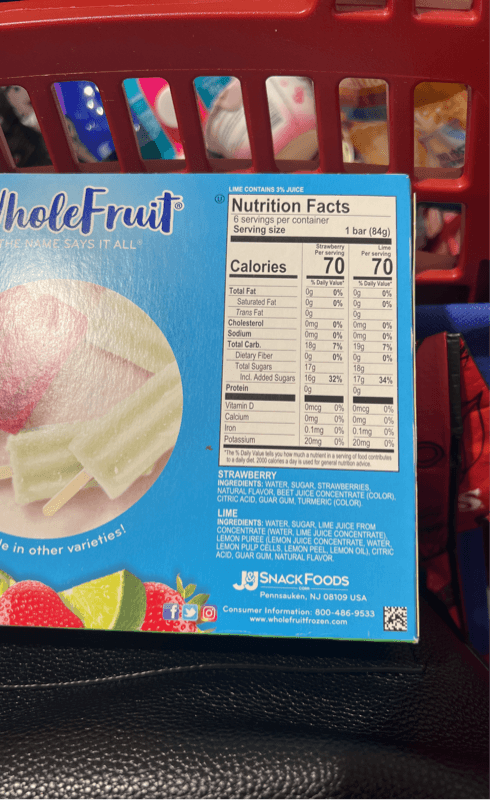 WholeFruit®
THE NAME SAYS IT ALL®
LIME CONTAINS 3% JUICE
Nutrition Facts
6 servings per container
Serving size 1 bar (84g)
Strawberry Lime
Per serving Per serving
Calories 70 70
% Daily Value* % Daily Value*
Total Fat 0g 0% 0g 0%
Saturated Fat 0g 0% 0g 0%
Trans Fat 0g 0g
Cholesterol 0mg 0% 0mg 0%
Sodium 0mg 0% 0mg 0%
Total Carb. 18g 7% 19g 7%
Dietary Fiber 0g 0% 0g 0%
Total Sugars 17g 18g
Incl. Added Sugars 16g 32% 17g 34%
Protein 0g 0g
Vitamin D 0mcg 0% 0mcg 0%
Calcium 0mg 0% 0mg 0%
Iron 0.1mg 0% 0.1mg 0%
Potassium 20mg 0% 20mg 0%
*The % Daily Value tells you how much a nutrient in a serving of food contributes
to a daily diet. 2000 calories a day is used for general nutrition advice.
STRAWBERRY
INGREDIENTS: WATER, SUGAR, STRAWBERRIES,
NATURAL FLAVOR, BEET JUICE CONCENTRATE (COLOR),
CITRIC ACID, GUAR GUM, TURMERIC (COLOR).
LIME
INGREDIENTS: WATER, SUGAR, LIME JUICE FROM
CONCENTRATE (WATER, LIME JUICE CONCENTRATE),
LEMON PUREE (LEMON JUICE CONCENTRATE, WATER,
LEMON PULP CELLS, LEMON PEEL, LEMON OIL), CITRIC
ACID, GUAR GUM, NATURAL FLAVOR.
in other varieties!
J&J SNACK FOODS
CORP
Pennsauken, NJ 08109 USA
Consumer Information: 800-486-9533
www.wholefruitfrozen.com